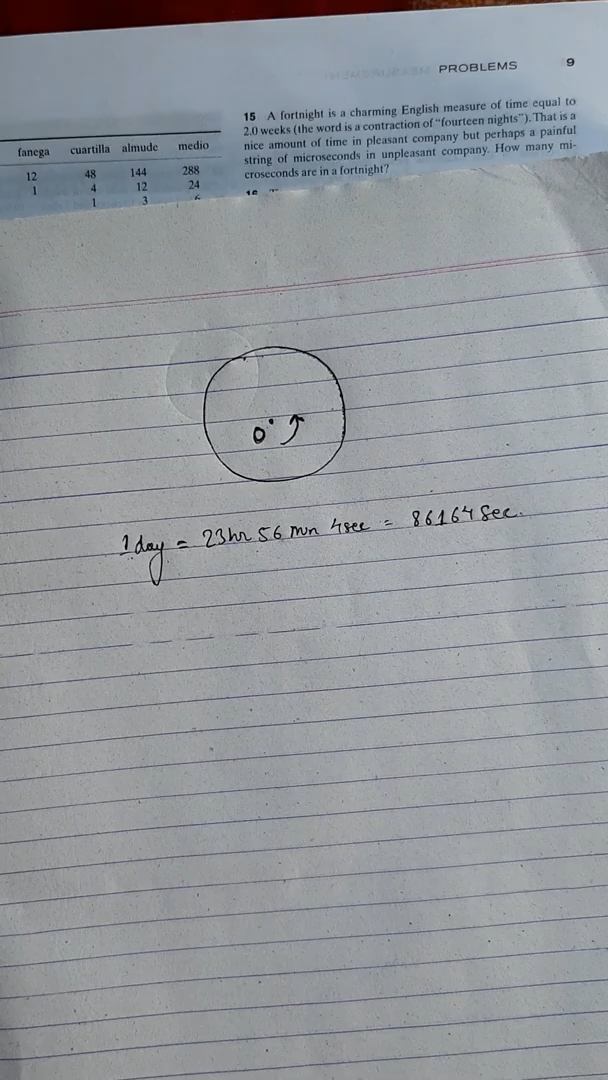 PROBLEMS 9
fanega cuartilla almude medio
12 48 144 288
1 4 12 24
1 3
15 A fortnight is a charming English measure of time equal to
2.0 weeks (the word is a contraction of “fourteen nights”). That is a
nice amount of time in pleasant company but perhaps a painful
string of microseconds in unpleasant company. How many mi-
croseconds are in a fortnight?
0°
1 day = 23hr 56 mn 4sec = 86164 Sec.